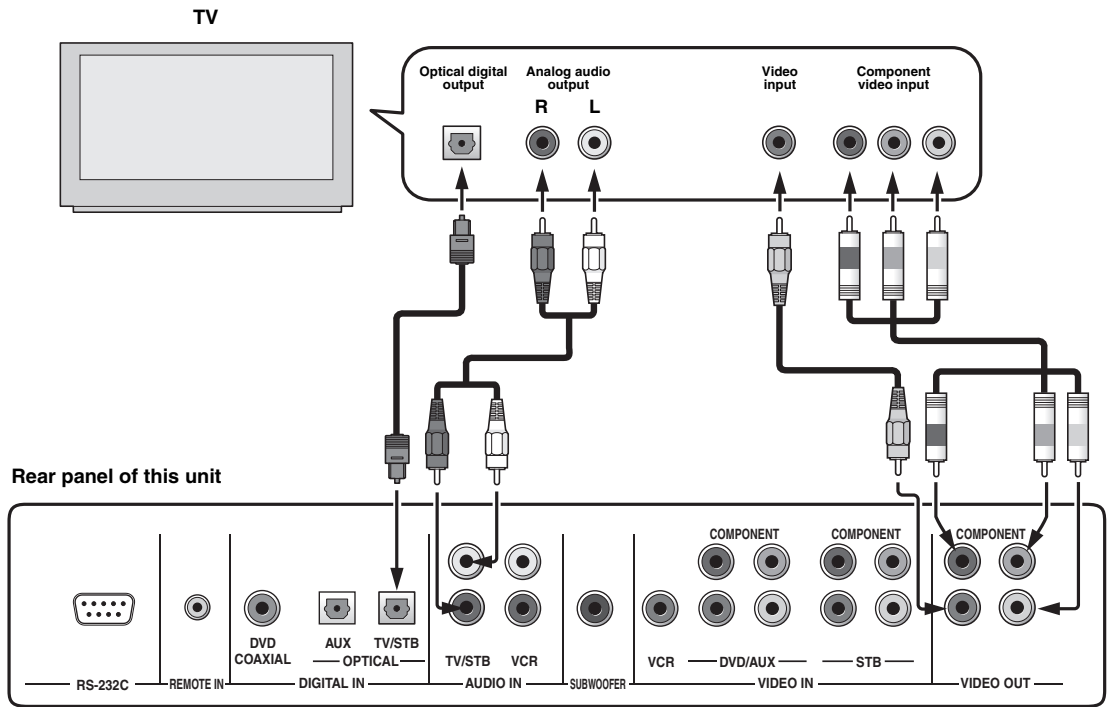 TV
Optical digital
output
Analog audio
output
R L
Video
input
Component
video input
Rear panel of this unit
COMPONENT COMPONENT COMPONENT
DVD
COAXIAL
AUX TV/STB
OPTICAL
TV/STB VCR
VCR DVD/AUX STB
RS-232C REMOTE IN DIGITAL IN AUDIO IN SUBWOOFER VIDEO IN VIDEO OUT